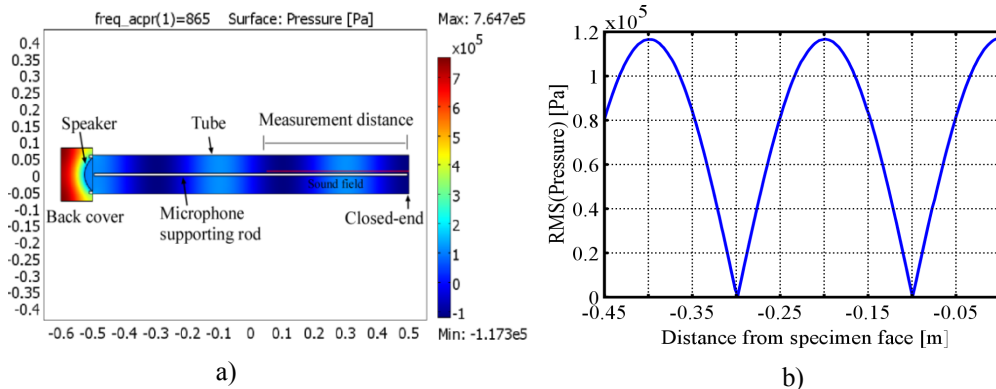 freq_acpr(1)=865 Surface: Pressure [Pa] Max: 7.647e5
0.4
0.35
0.3
0.25
0.2
0.15
0.1
0.05
0
-0.05
-0.1
-0.15
-0.2
-0.25
-0.3
-0.35
-0.4
Speaker
Tube
Measurement distance
Sound field
Back cover
Microphone
supporting rod
Closed-end
-0.6 -0.5 -0.4 -0.3 -0.2 -0.1 0 0.1 0.2 0.3 0.4 0.5
x10^5
7
6
5
4
3
2
1
0
-1
Min: -1.173e5
a)
x10^5
1.2
1
0.8
0.6
0.4
0.2
0
RMS(Pressure) [Pa]
-0.45 -0.35 -0.25 -0.15 -0.05
Distance from specimen face [m]
b)